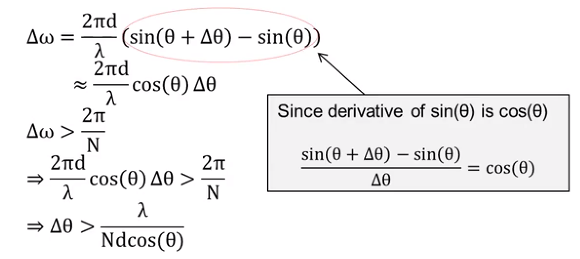 Δω = 2πd/λ (sin(θ + Δθ) − sin(θ))
≈ 2πd/λ cos(θ) Δθ
Δω > 2π/N
⇒ 2πd/λ cos(θ) Δθ > 2π/N
⇒ Δθ > λ/Ndcos(θ)
Since derivative of sin(θ) is cos(θ)
sin(θ + Δθ) − sin(θ)/Δθ = cos(θ)